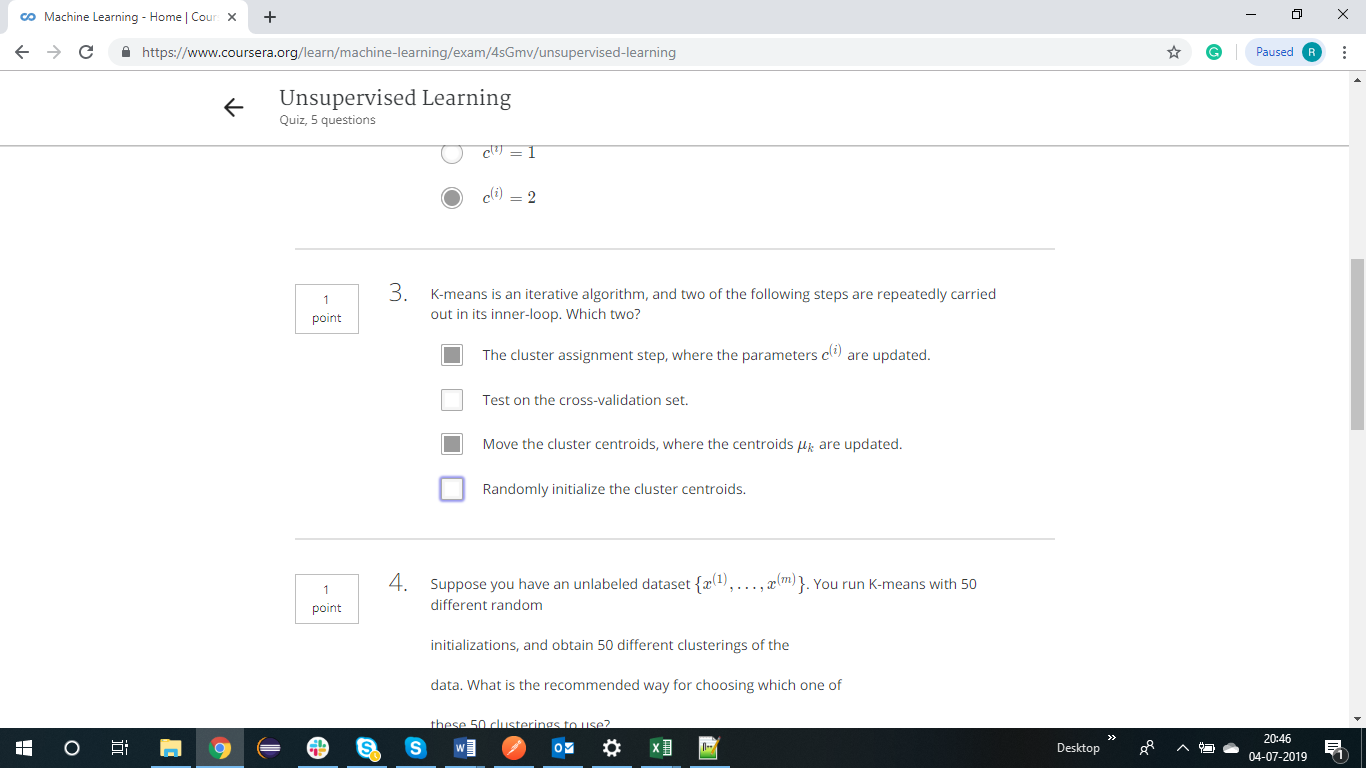 Machine Learning - Home | Cour
https://www.coursera.org/learn/machine-learning/exam/4sGmv/unsupervised-learning
Paused R
Unsupervised Learning
Quiz, 5 questions
c(i) = 1
c(i) = 2
1
point
3.
K-means is an iterative algorithm, and two of the following steps are repeatedly carried
out in its inner-loop. Which two?
The cluster assignment step, where the parameters c(i) are updated.
Test on the cross-validation set.
Move the cluster centroids, where the centroids μk are updated.
Randomly initialize the cluster centroids.
1
point
4.
Suppose you have an unlabeled dataset {x(1), . . . , x(m)}. You run K-means with 50
different random
initializations, and obtain 50 different clusterings of the
data. What is the recommended way for choosing which one of
these 50 clusterings to use?
Desktop
20:46
04-07-2019
1